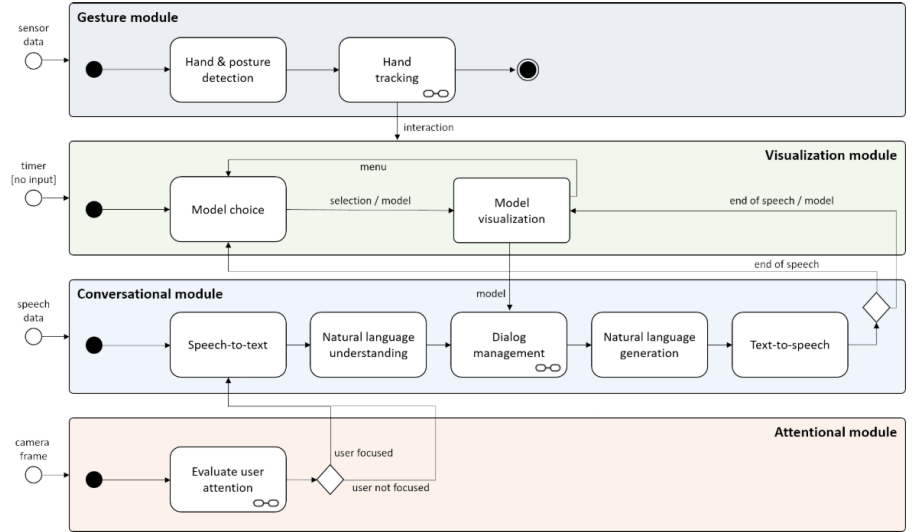 Gesture module
sensor
data
Hand & posture
detection
Hand
tracking
interaction
Visualization module
timer
[no input]
menu
Model choice
selection / model
Model
visualization
end of speech / model
end of speech
Conversational module
model
speech
data
Speech-to-text
Natural language
understanding
Dialog
management
Natural language
generation
Text-to-speech
Attentional module
camera
frame
user focused
Evaluate user
attention
user not focused